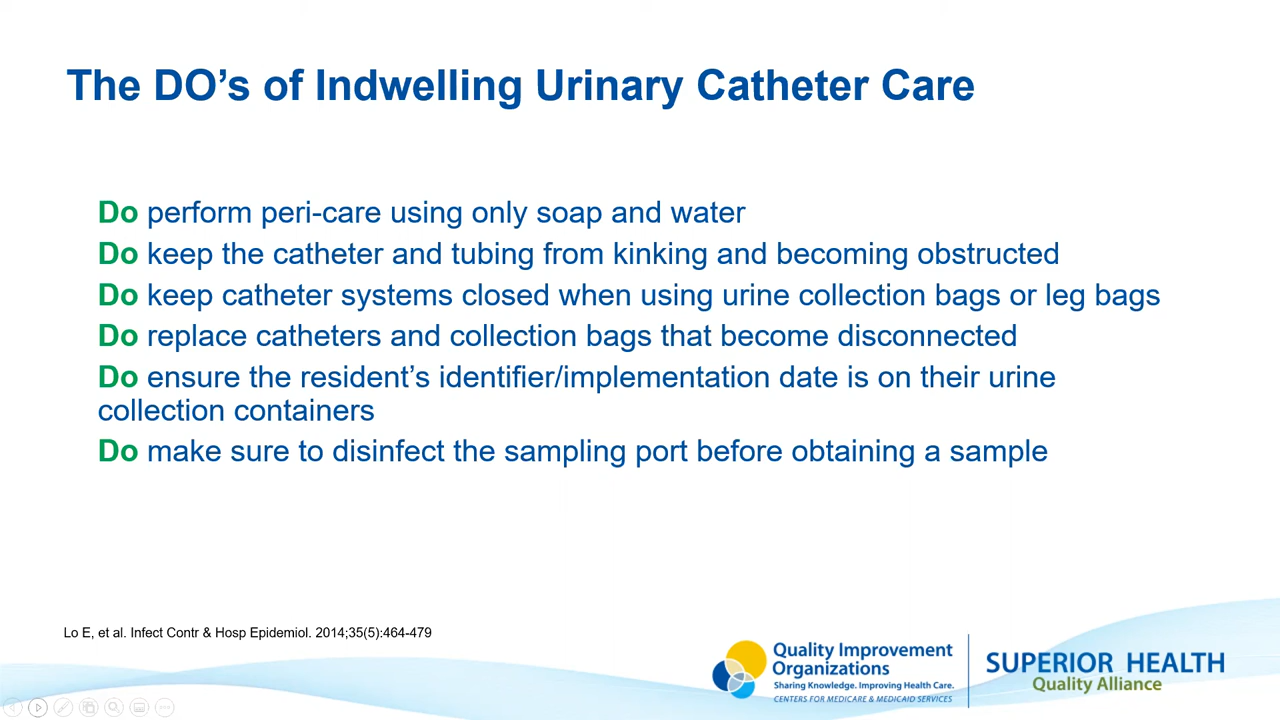 The DO’s of Indwelling Urinary Catheter Care
Do perform peri-care using only soap and water
Do keep the catheter and tubing from kinking and becoming obstructed
Do keep catheter systems closed when using urine collection bags or leg bags
Do replace catheters and collection bags that become disconnected
Do ensure the resident’s identifier/implementation date is on their urine
collection containers
Do make sure to disinfect the sampling port before obtaining a sample
Lo E, et al. Infect Contr & Hosp Epidemiol. 2014;35(5):464-479
Quality Improvement
Organizations
Sharing Knowledge. Improving Health Care.
CENTERS FOR MEDICARE & MEDICAID SERVICES
SUPERIOR HEALTH
Quality Alliance